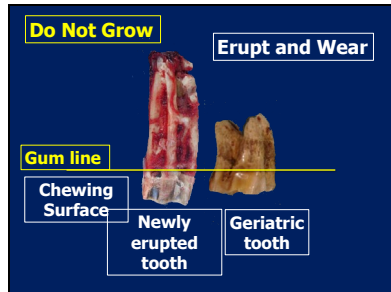 Do Not Grow
Erupt and Wear
Gum line
Chewing
Surface
Newly
erupted
tooth
Geriatric
tooth